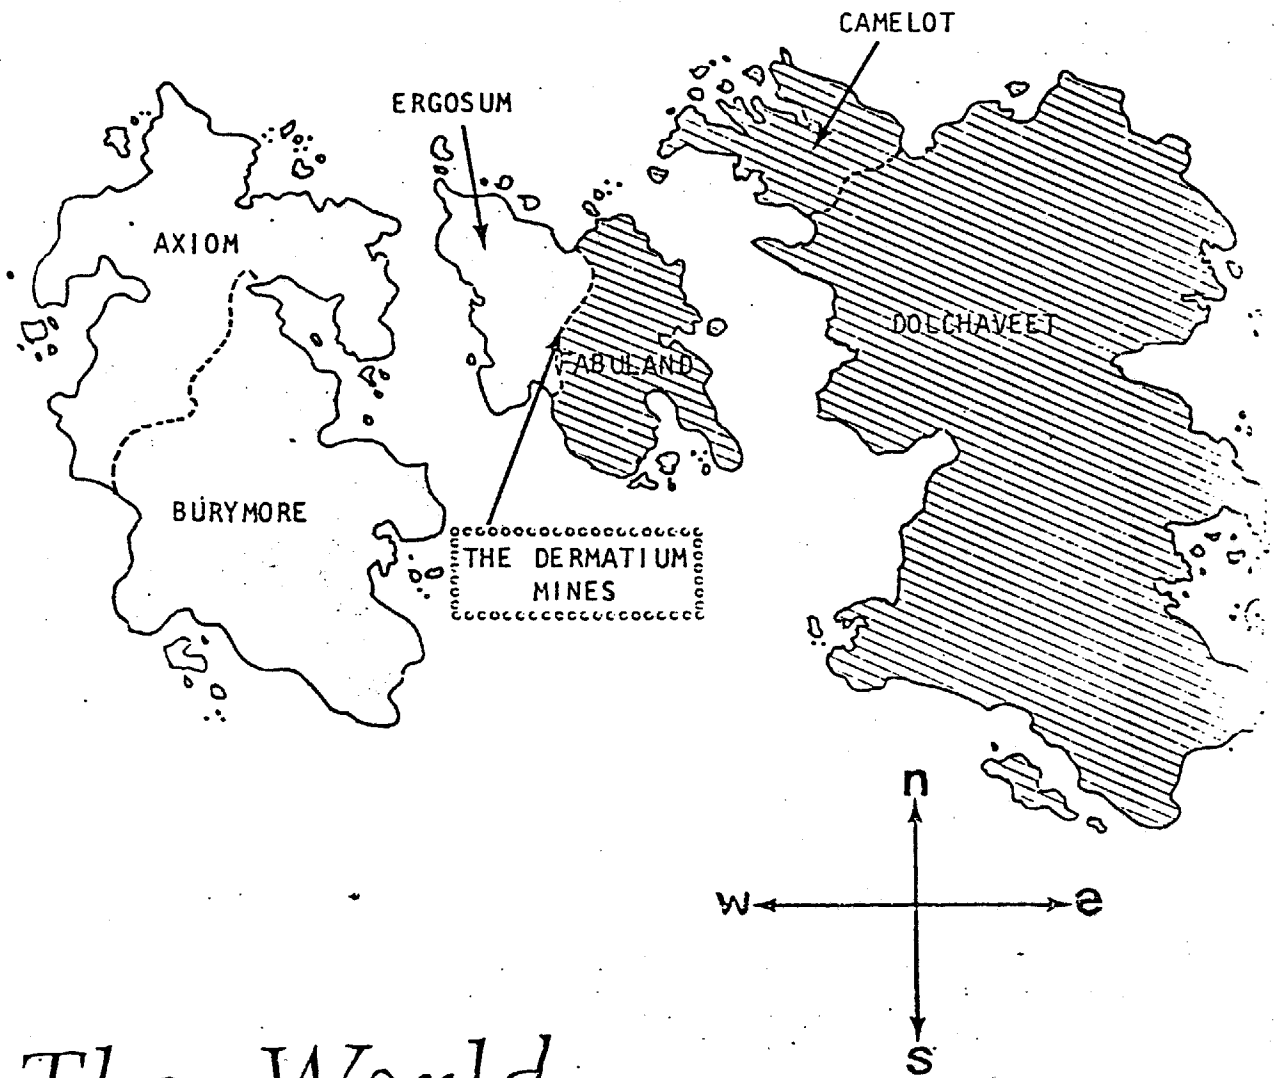 CAMELOT
ERGOSUM
AXIOM
DOLCHAVEET
FABULAND
BURYMORE
THE DERMATIUM
MINES
n
w
e
s
The World